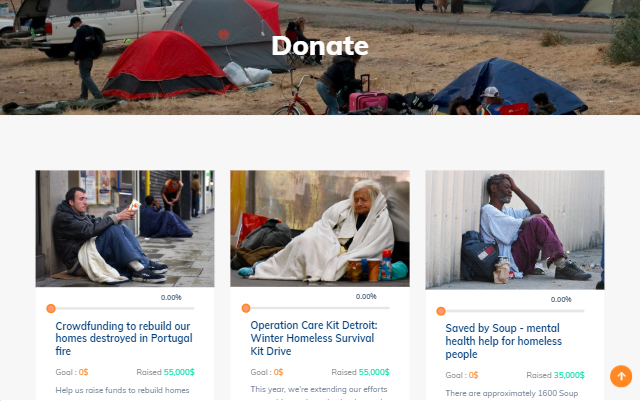 Donate
0.00%
Crowdfunding to rebuild our
homes destroyed in Portugal
fire
Goal : 0$ Raised 55,000$
Help us raise funds to rebuild homes
0.00%
Operation Care Kit Detroit:
Winter Homeless Survival
Kit Drive
Goal : 0$ Raised 55,000$
This year, we're extending our efforts
0.00%
Saved by Soup - mental
health help for homeless
people
Goal : 0$ Raised 35,000$
There are approximately 1600 Soup